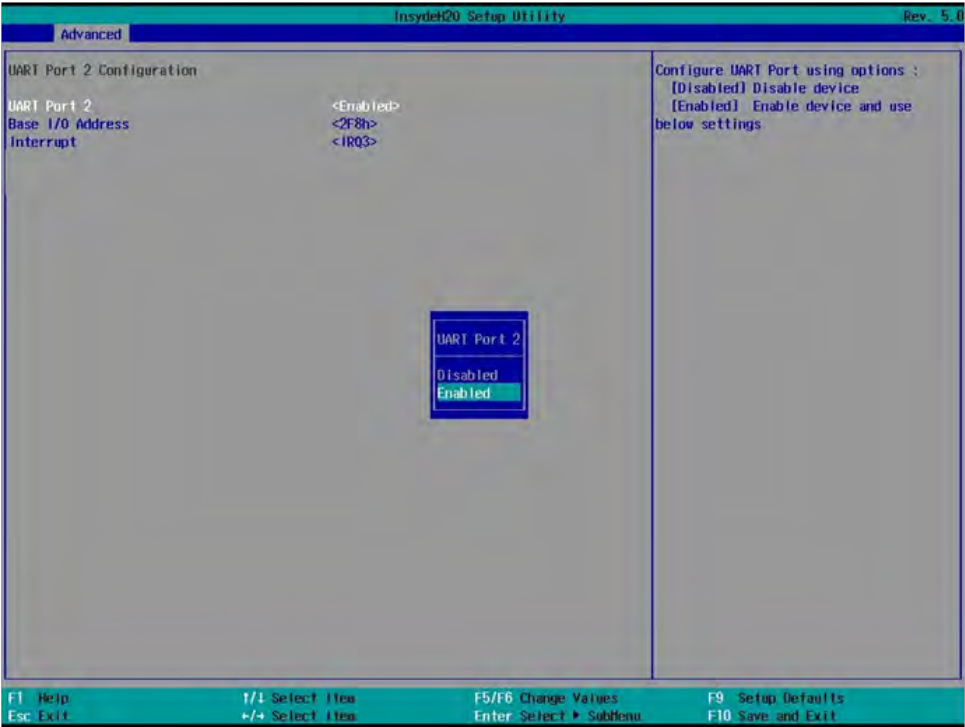 InsydeH20 Setup Utility Rev. 5.0
Advanced
UART Port 2 Configuration
UART Port 2 <Enabled>
Base I/O Address <2F8h>
Interrupt <IRQ3>
Configure UART Port using options :
[Disabled] Disable device
[Enabled] Enable device and use
below settings
UART Port 2
Disabled
Enabled
F1 Help ↑/↓ Select Item F5/F6 Change Values F9 Setup Defaults
Esc Exit ←/→ Select Item Enter Select ▶ SubMenu F10 Save and Exit